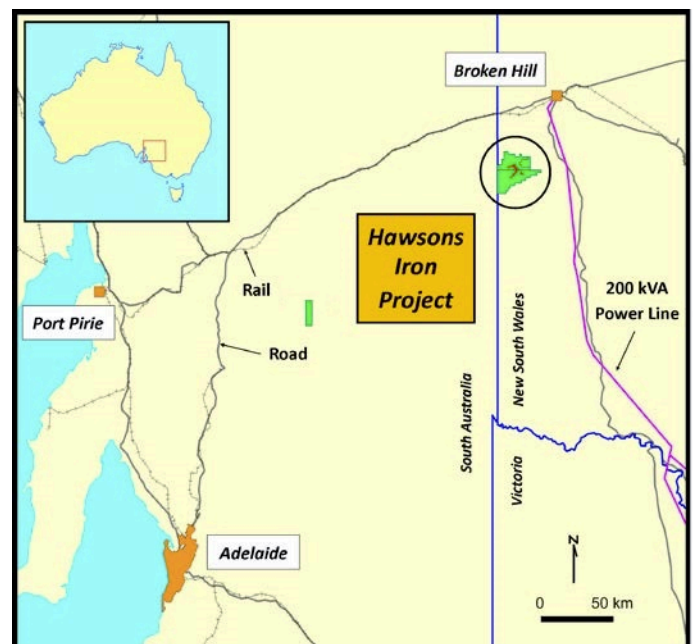 Broken Hill
Hawsons
Iron
Project
Rail
Port Pirie
Road
200 kVA
Power Line
South Australia
New South Wales
Victoria
Adelaide
N
0 50 km